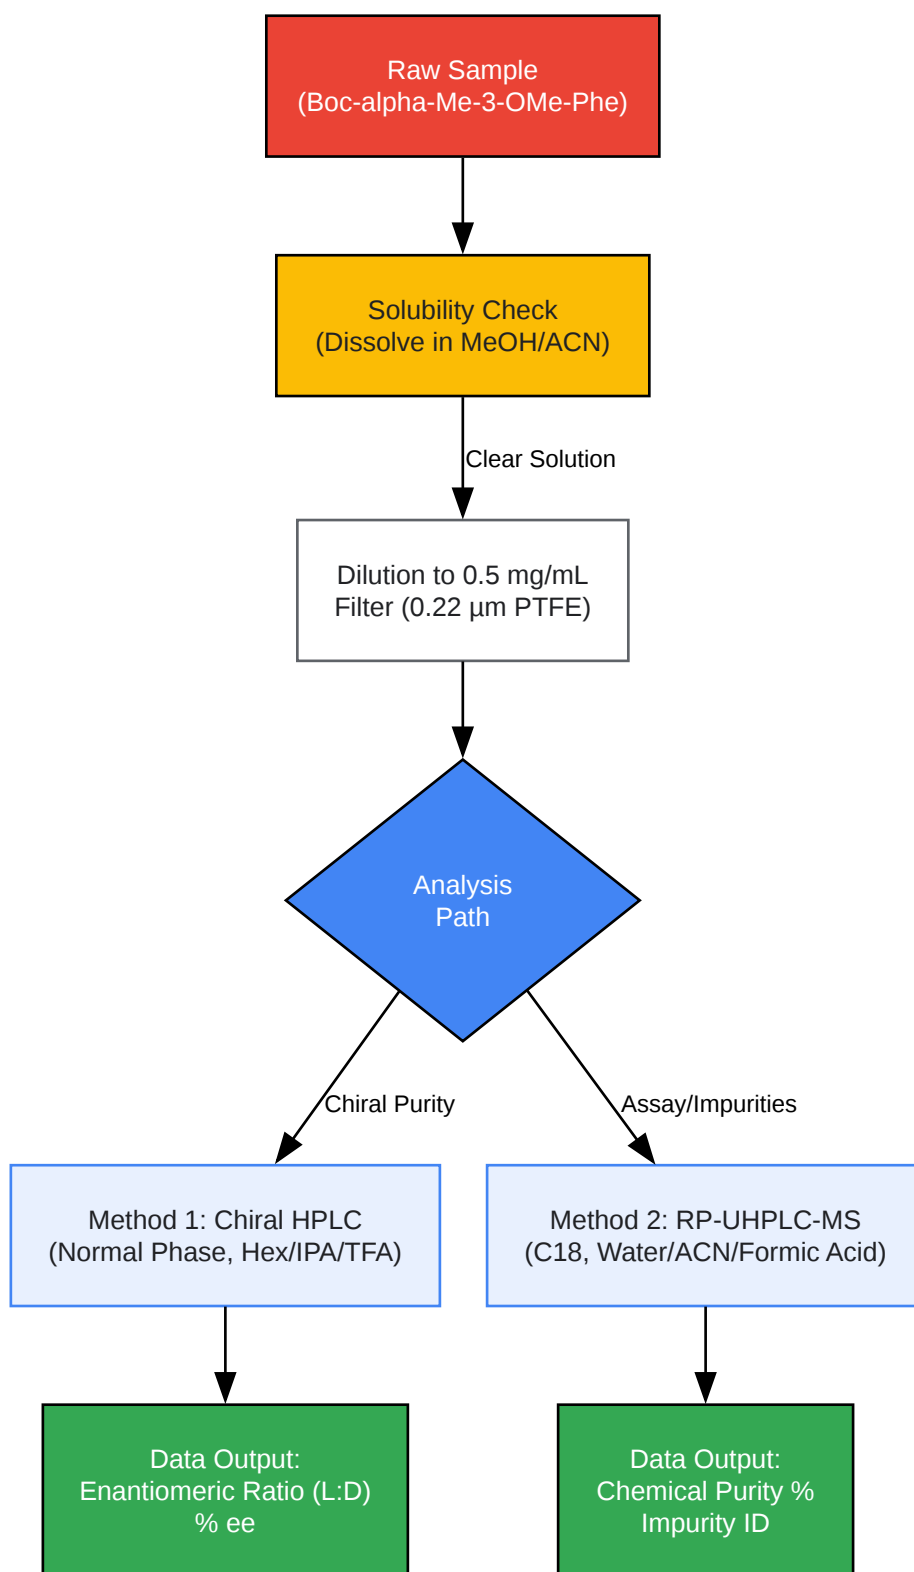 Raw Sample
(Boc-alpha-Me-3-OMe-Phe)
Solubility Check
(Dissolve in MeOH/ACN)
Clear Solution
Dilution to 0.5 mg/mL
Filter (0.22 µm PTFE)
Analysis
Path
Chiral Purity
Assay/Impurities
Method 1: Chiral HPLC
(Normal Phase, Hex/IPA/TFA)
Method 2: RP-UHPLC-MS
(C18, Water/ACN/Formic Acid)
Data Output:
Enantiomeric Ratio (L:D)
% ee
Data Output:
Chemical Purity %
Impurity ID